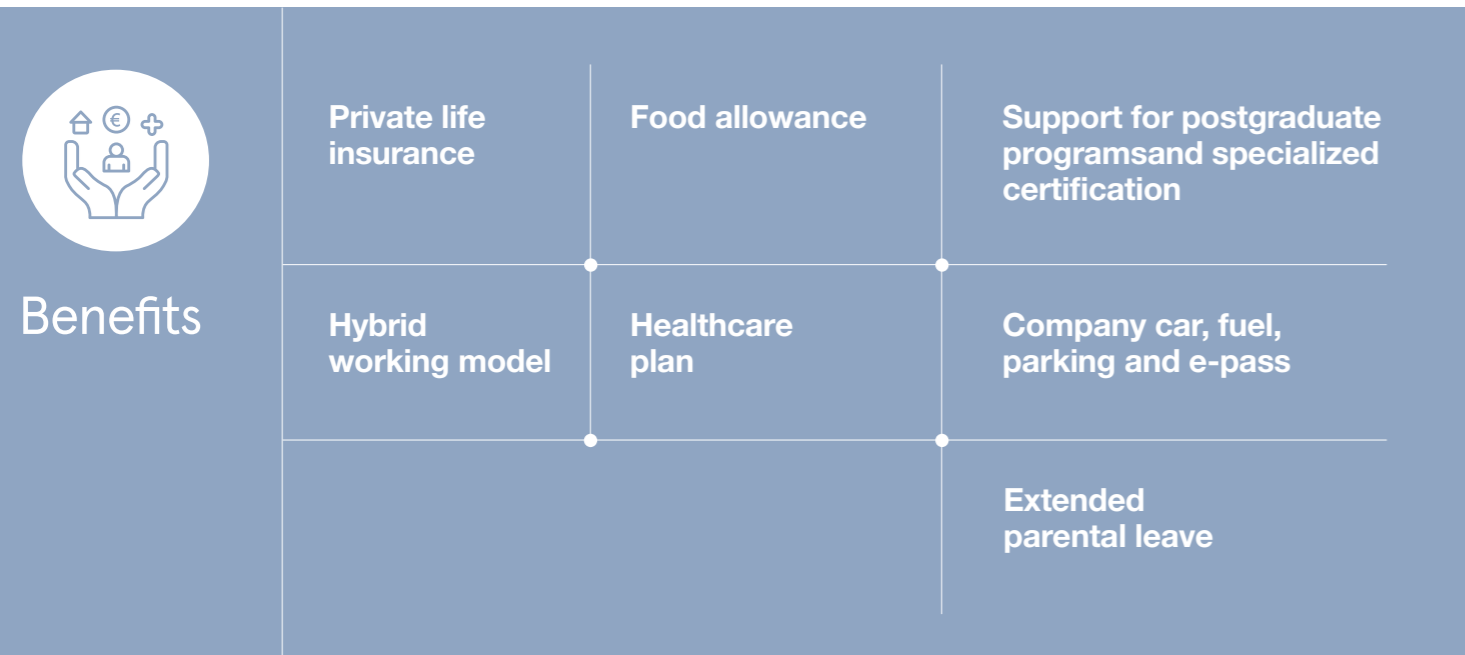 Benefits
Private life
insurance
Food allowance
Support for postgraduate
programsand specialized
certification
Hybrid
working model
Healthcare
plan
Company car, fuel,
parking and e-pass
Extended
parental leave